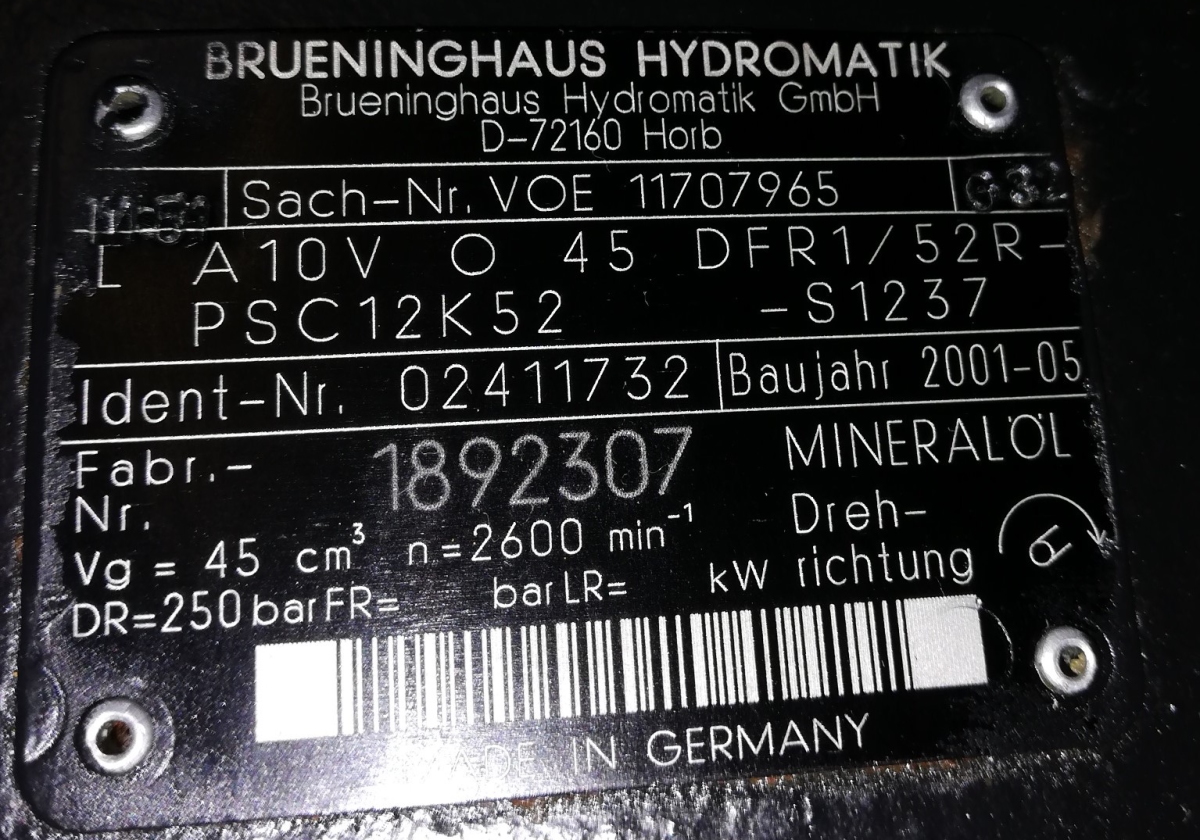 BRUENINGHAUS HYDROMATIK
Brueninghaus Hydromatik GmbH
D-72160 Horb
Sach-Nr. VOE 11707965 G32
L A10V O 45 DFR1/52R-
PSC12K52 -S1237
Ident-Nr. 02411732 Baujahr 2001-05
Fabr.- 1892307 MINERALÖL
Nr.
Vg = 45 cm³ n=2600 min⁻¹ Dreh-
DR=250 bar FR= bar LR= kW richtung
MADE IN GERMANY